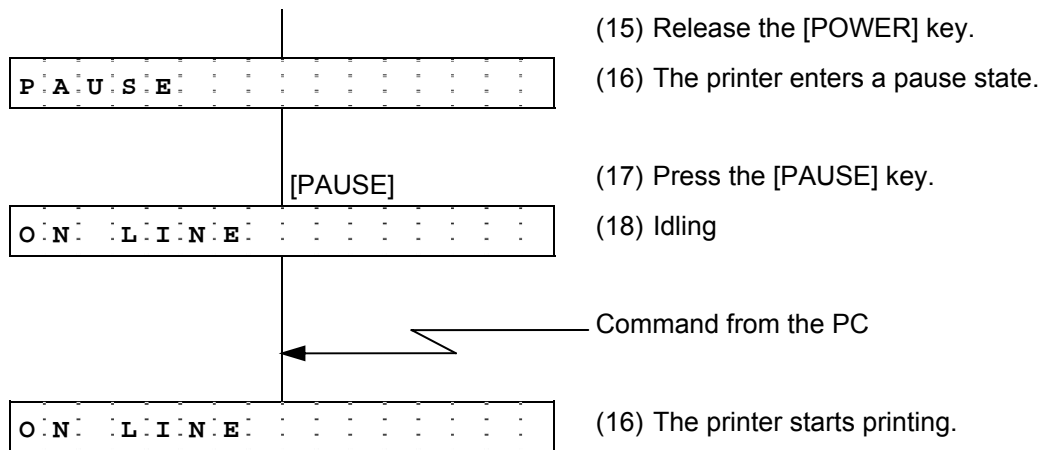 (15) Release the [POWER] key.
PAUSE
(16) The printer enters a pause state.
[PAUSE]
(17) Press the [PAUSE] key.
ON LINE
(18) Idling
Command from the PC
ON LINE
(16) The printer starts printing.